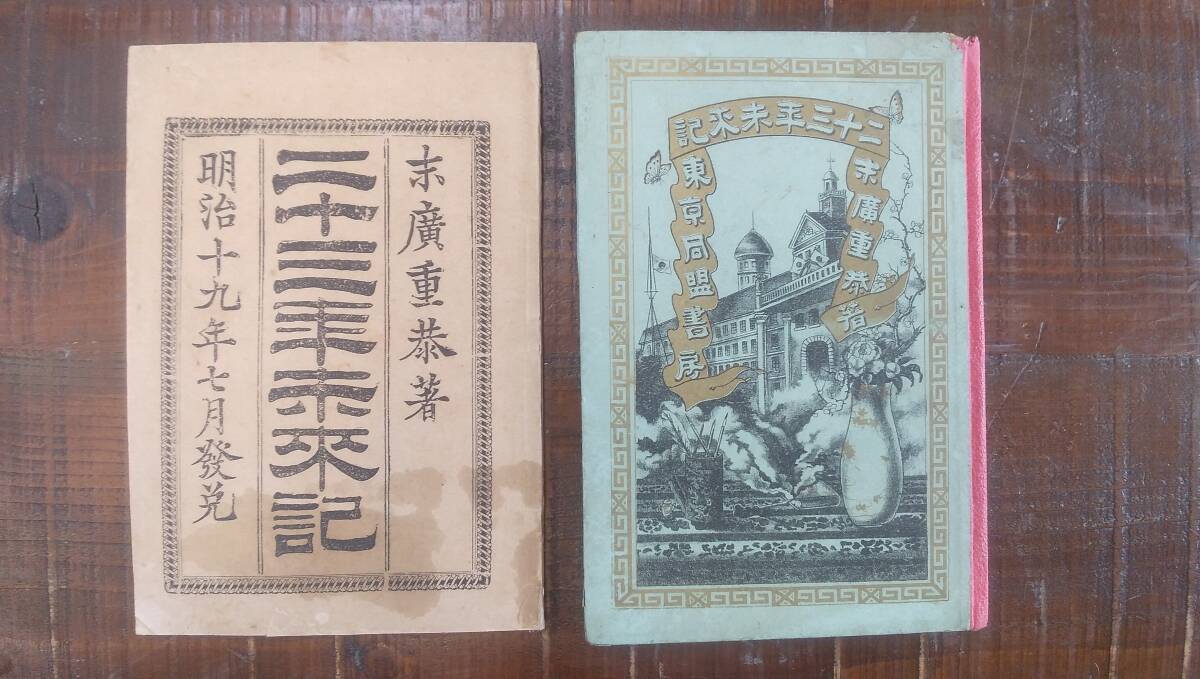 末廣重恭著
二十三年未來記
明治十九年七月發兌
二十三年未來記
末廣重恭著
東京同盟書房